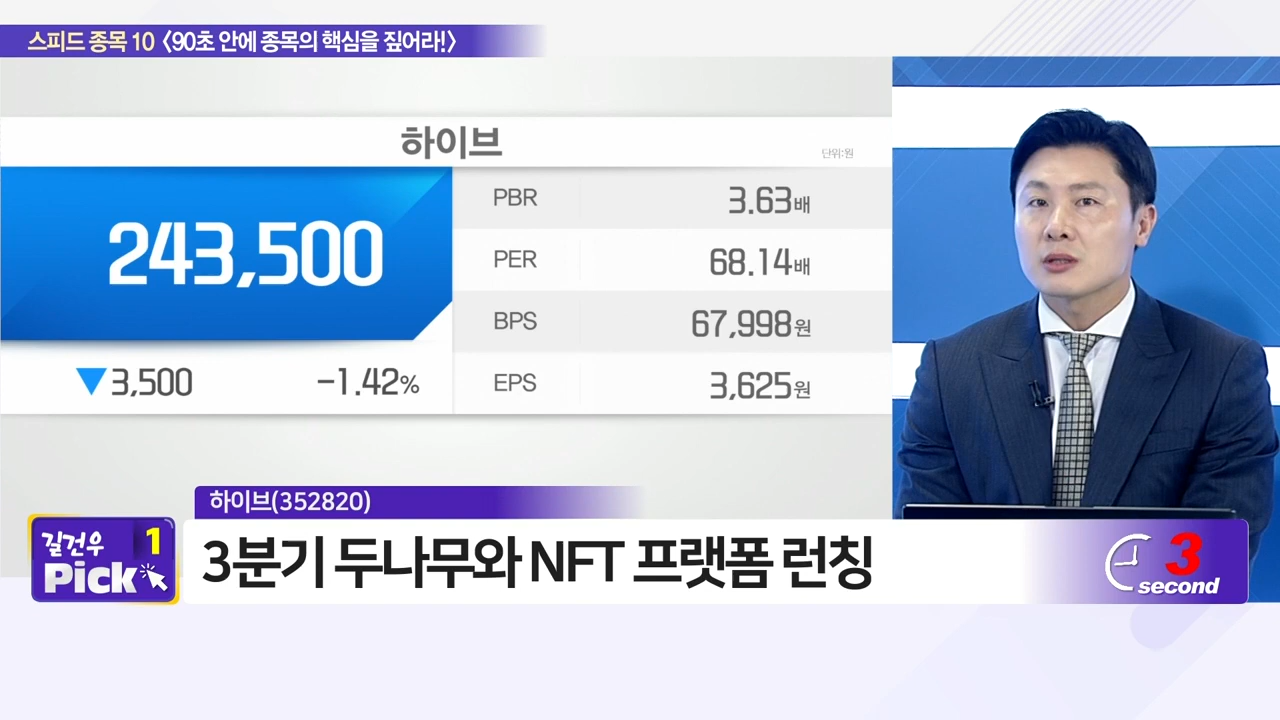 스피드 종목 10 <90초 안에 종목의 핵심을 짚어라!>
하이브
단위:원
243,500
▼3,500 -1.42%
PBR 3.63배
PER 68.14배
BPS 67,998원
EPS 3,625원
하이브(352820)
길건우 1
Pick
3분기 두나무와 NFT 프랫폼 런칭
3
second